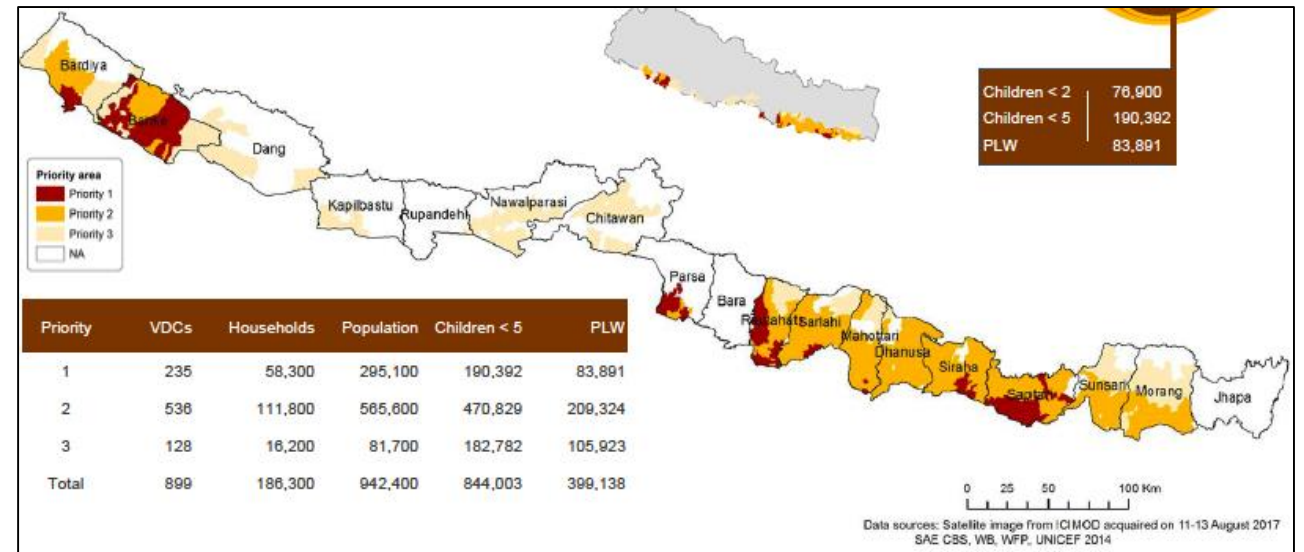 Bardiya
Banke
Dang
Kapilbastu
Rupandehi
Nawalparasi
Chitawan
Parsa
Bara
Rautahat
Sarlahi
Mahottari
Dhanusa
Siraha
Saptari
Sunsari
Morang
Jhapa
Children < 2 76,900
Children < 5 190,392
PLW 83,891
Priority area
Priority 1
Priority 2
Priority 3
NA
Priority VDCs Households Population Children < 5 PLW
1 235 58,300 295,100 190,392 83,891
2 536 111,800 565,600 470,829 209,324
3 128 16,200 81,700 182,782 105,923
Total 899 186,300 942,400 844,003 399,138
0 25 50 100 Km
Data sources: Satellite image from ICIMOD acquaired on 11-13 August 2017
SAE CBS, WB, WFP, UNICEF 2014